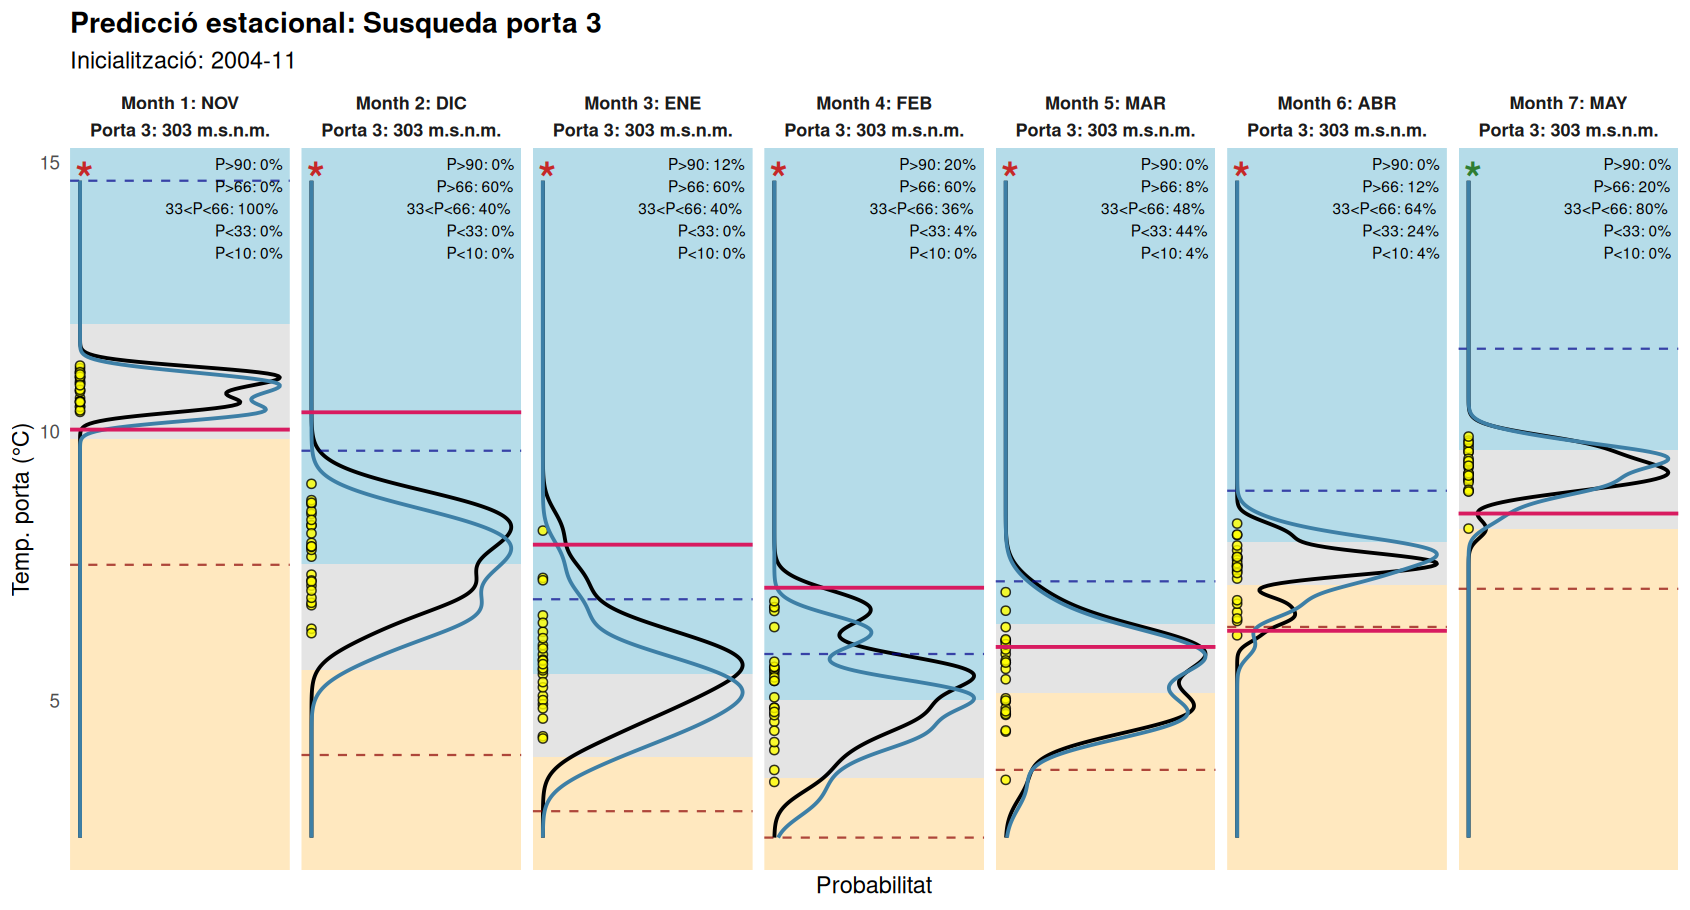 Predicció estacional: Susqueda porta 3
Inicialització: 2004-11
Month 1: NOV
Porta 3: 303 m.s.n.m.
Month 2: DIC
Porta 3: 303 m.s.n.m.
Month 3: ENE
Porta 3: 303 m.s.n.m.
Month 4: FEB
Porta 3: 303 m.s.n.m.
Month 5: MAR
Porta 3: 303 m.s.n.m.
Month 6: ABR
Porta 3: 303 m.s.n.m.
Month 7: MAY
Porta 3: 303 m.s.n.m.
*
P>90: 0%
P>66: 0%
33<P<66: 100%
P<33: 0%
P<10: 0%
*
P>90: 0%
P>66: 60%
33<P<66: 40%
P<33: 0%
P<10: 0%
*
P>90: 12%
P>66: 60%
33<P<66: 40%
P<33: 0%
P<10: 0%
*
P>90: 20%
P>66: 60%
33<P<66: 36%
P<33: 4%
P<10: 0%
*
P>90: 0%
P>66: 8%
33<P<66: 48%
P<33: 44%
P<10: 4%
*
P>90: 0%
P>66: 12%
33<P<66: 64%
P<33: 24%
P<10: 4%
*
P>90: 0%
P>66: 20%
33<P<66: 80%
P<33: 0%
P<10: 0%
15
10
5
Temp. porta (°C)
Probabilitat